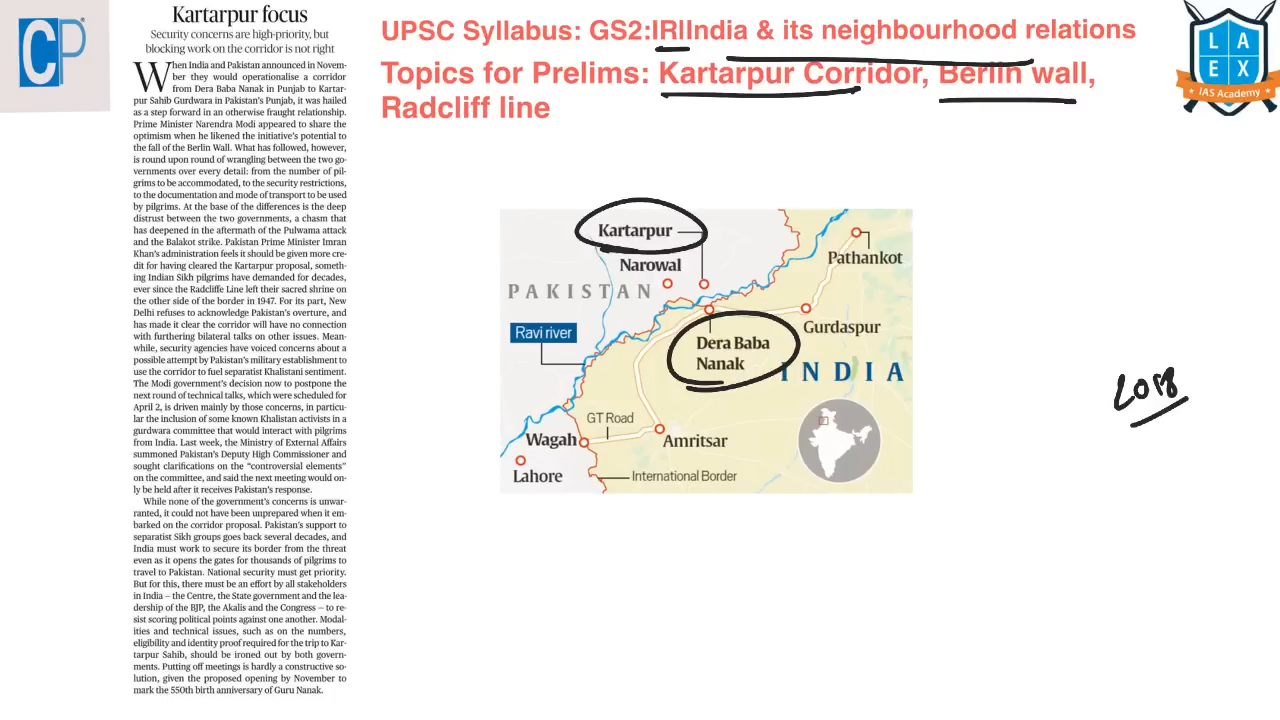 CP
Kartarpur focus
Security concerns are high-priority, but
blocking work on the corridor is not right
When India and Pakistan announced in Novem-
ber they would operationalise a corridor
from Dera Baba Nanak in Punjab to Kartar-
pur Sahib Gurdwara in Pakistan's Punjab, it was hailed
as a step forward in an otherwise fraught relationship.
Prime Minister Narendra Modi appeared to share the
optimism when he likened the initiative's potential to
the fall of the Berlin Wall. What has followed, however,
is round upon round of wrangling between the two go-
vernments over every detail: from the number of pil-
grims to be accommodated, to the security restrictions,
to the documentation and mode of transport to be used
by pilgrims. At the base of the differences is the deep
distrust between the two governments, a chasm that
has deepened in the aftermath of the Pulwama attack
and the Balakot strike. Pakistan Prime Minister Imran
Khan's administration feels it should be given more cre-
dit for having cleared the Kartarpur proposal, someth-
ing Indian Sikh pilgrims have demanded for decades,
ever since the Radcliffe Line left their sacred shrine on
the other side of the border in 1947. For its part, New
Delhi refuses to acknowledge Pakistan's overture, and
has made it clear the corridor will have no connection
with furthering bilateral talks on other issues. Mean-
while, security agencies have voiced concerns about a
possible attempt by Pakistan's military establishment to
use the corridor to fuel separatist Khalistani sentiment.
The Modi government's decision now to postpone the
next round of technical talks, which were scheduled for
April 2, is driven mainly by those concerns, in particu-
lar the inclusion of some known Khalistan activists in a
gurdwara committee that would interact with pilgrims
from India. Last week, the Ministry of External Affairs
summoned Pakistan's Deputy High Commissioner and
sought clarifications on the "controversial elements"
on the committee, and said the next meeting would on-
ly be held after it receives Pakistan's response.
While none of the government's concerns is unwar-
ranted, it could not have been unprepared when it em-
barked on the corridor proposal. Pakistan's support to
separatist Sikh groups goes back several decades, and
India must work to secure its border from the threat
even as it opens the gates for thousands of pilgrims to
travel to Pakistan. National security must get priority.
But for this, there must be an effort by all stakeholders
in India — the Centre, the State government and the lea-
dership of the BJP, the Akalis and the Congress — to re-
sist scoring political points against one another. Modal-
ities and technical issues, such as on the numbers,
eligibility and identity proof required for the trip to Kar-
tarpur Sahib, should be ironed out by both govern-
ments. Putting off meetings is hardly a constructive so-
lution, given the proposed opening by November to
mark the 550th birth anniversary of Guru Nanak.
UPSC Syllabus: GS2:IRIIndia & its neighbourhood relations
Topics for Prelims: Kartarpur Corridor, Berlin wall,
Radcliff line
L A
E X
IAS Academy
Kartarpur
Narowal
Pathankot
PAKISTAN
Ravi river
Gurdaspur
Dera Baba
Nanak
INDIA
GT Road
Wagah
Amritsar
Lahore
International Border
2018